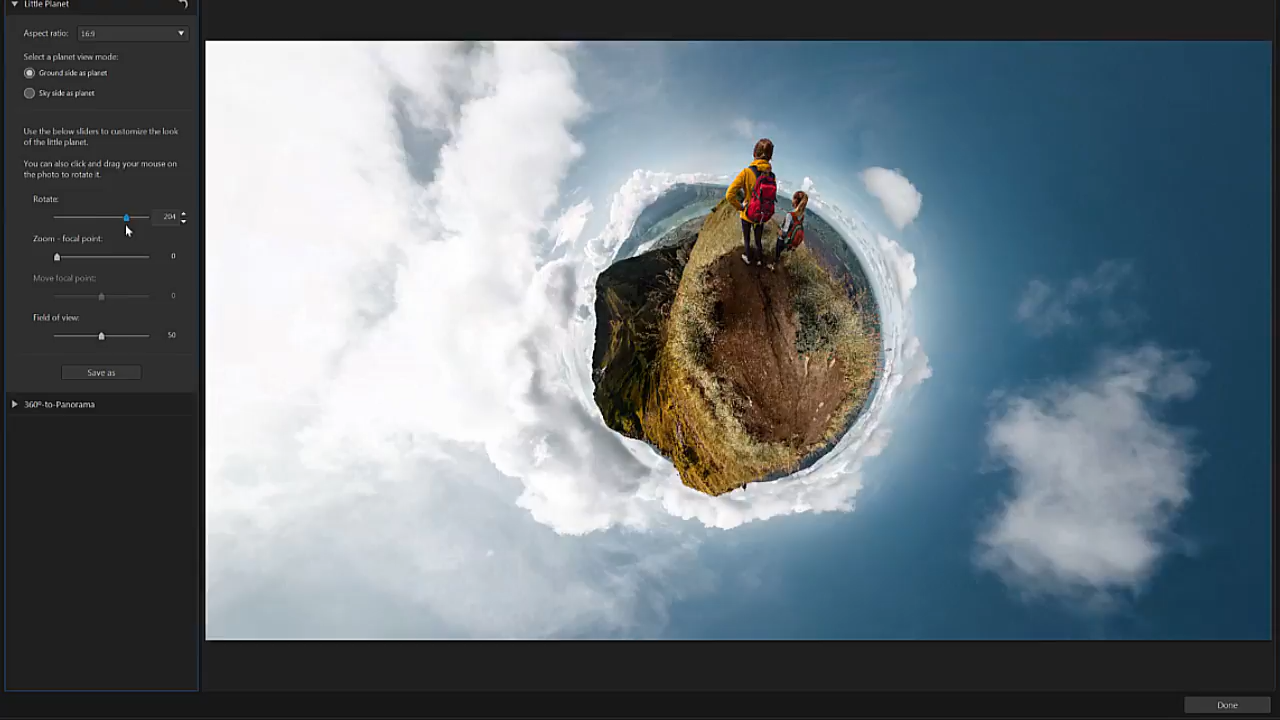 Little Planet
Aspect ratio: 16:9
Select a planet view mode:
Ground side as planet
Sky side as planet
Use the below sliders to customize the look
of the little planet.
You can also click and drag your mouse on
the photo to rotate it.
Rotate:
204
Zoom - focal point:
0
Move focal point:
0
Field of view:
50
Save as
360º-to-Panorama
Done